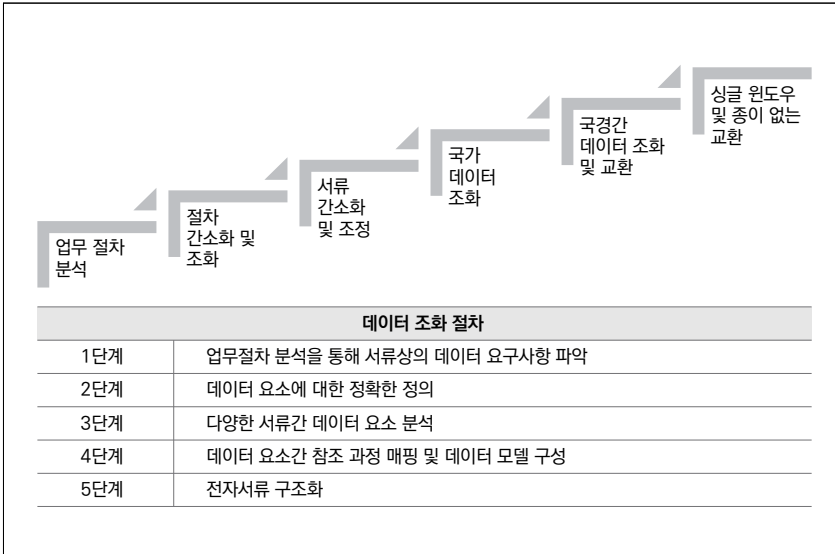 업무 절차
분석
절차
간소화 및
조화
서류
간소화
및 조정
국가
데이터
조화
국경간
데이터 조화
및 교환
싱글 윈도우
및 종이 없는
교환
데이터 조화 절차
1단계 업무절차 분석을 통해 서류상의 데이터 요구사항 파악
2단계 데이터 요소에 대한 정확한 정의
3단계 다양한 서류간 데이터 요소 분석
4단계 데이터 요소간 참조 과정 매핑 및 데이터 모델 구성
5단계 전자서류 구조화